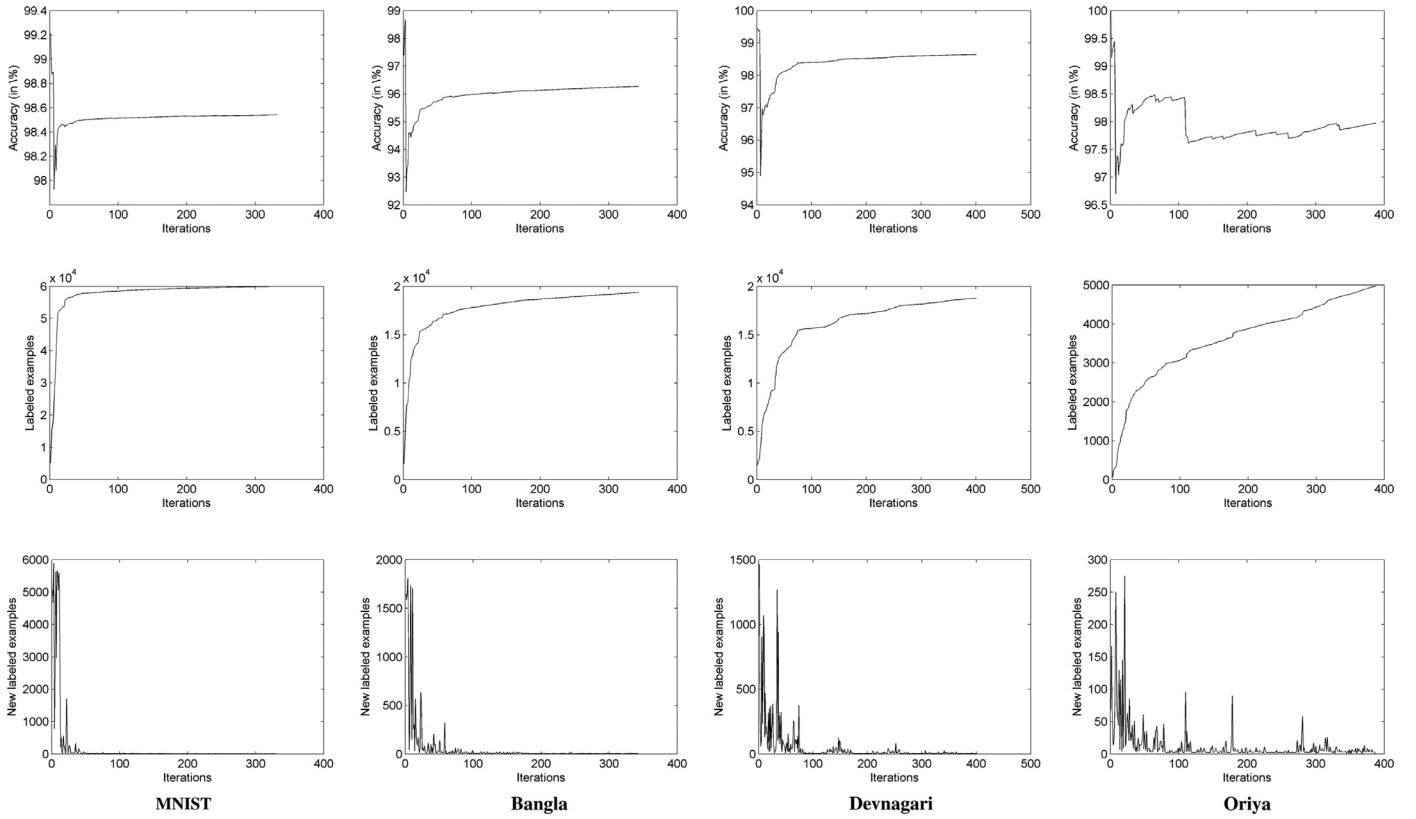 99.4
99.2
99
98.8
98.6
98.4
98.2
98
Accuracy (in \%)
0 100 200 300 400
Iterations
99
98
97
96
95
94
93
92
Accuracy (in \%)
0 100 200 300 400
Iterations
100
99
98
97
96
95
94
Accuracy (in \%)
0 100 200 300 400 500
Iterations
100
99.5
99
98.5
98
97.5
97
96.5
Accuracy (in \%)
0 100 200 300 400
Iterations
x 10^4
6
5
4
3
2
1
0
Labeled examples
0 100 200 300 400
Iterations
x 10^4
2
1.5
1
0.5
0
Labeled examples
0 100 200 300 400
Iterations
x 10^4
2
1.5
1
0.5
0
Labeled examples
0 100 200 300 400 500
Iterations
5000
4000
3000
2000
1000
0
Labeled examples
0 100 200 300 400
Iterations
6000
5000
4000
3000
2000
1000
0
New labeled examples
0 100 200 300 400
Iterations
MNIST
2000
1500
1000
500
0
New labeled examples
0 100 200 300 400
Iterations
Bangla
1500
1000
500
0
New labeled examples
0 100 200 300 400 500
Iterations
Devnagari
300
250
200
150
100
50
0
New labeled examples
0 100 200 300 400
Iterations
Oriya